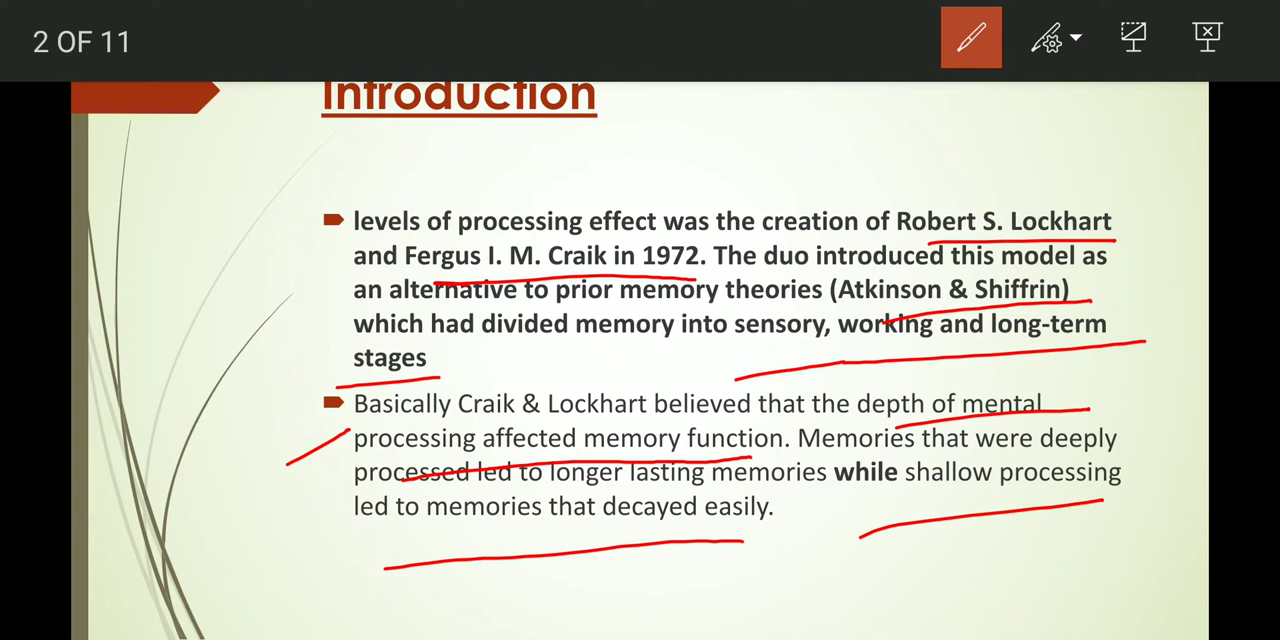 2 OF 11
Introduction
levels of processing effect was the creation of Robert S. Lockhart
and Fergus I. M. Craik in 1972. The duo introduced this model as
an alternative to prior memory theories (Atkinson & Shiffrin)
which had divided memory into sensory, working and long-term
stages
Basically Craik & Lockhart believed that the depth of mental
processing affected memory function. Memories that were deeply
processed led to longer lasting memories while shallow processing
led to memories that decayed easily.